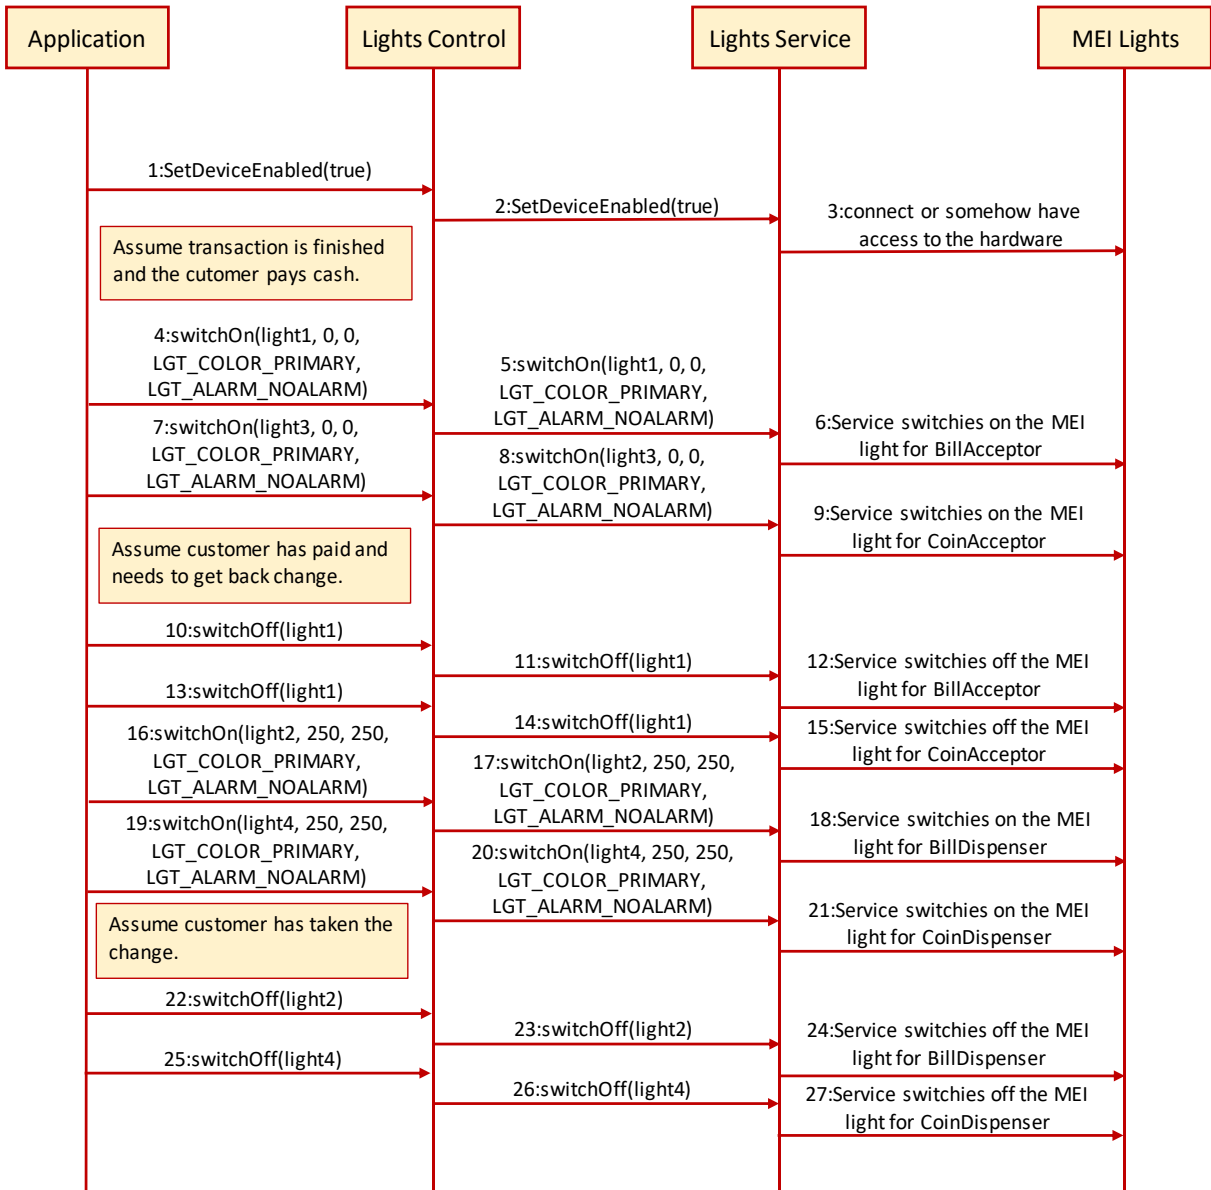 Application
Lights Control
Lights Service
MEI Lights
1:SetDeviceEnabled(true)
2:SetDeviceEnabled(true)
3:connect or somehow have
access to the hardware
Assume transaction is finished
and the cutomer pays cash.
4:switchOn(light1, 0, 0,
LGT_COLOR_PRIMARY,
LGT_ALARM_NOALARM)
5:switchOn(light1, 0, 0,
LGT_COLOR_PRIMARY,
LGT_ALARM_NOALARM)
6:Service switchies on the MEI
light for BillAcceptor
7:switchOn(light3, 0, 0,
LGT_COLOR_PRIMARY,
LGT_ALARM_NOALARM)
8:switchOn(light3, 0, 0,
LGT_COLOR_PRIMARY,
LGT_ALARM_NOALARM)
9:Service switchies on the MEI
light for CoinAcceptor
Assume customer has paid and
needs to get back change.
10:switchOff(light1)
11:switchOff(light1)
12:Service switchies off the MEI
light for BillAcceptor
13:switchOff(light1)
14:switchOff(light1)
15:Service switchies off the MEI
light for CoinAcceptor
16:switchOn(light2, 250, 250,
LGT_COLOR_PRIMARY,
LGT_ALARM_NOALARM)
17:switchOn(light2, 250, 250,
LGT_COLOR_PRIMARY,
LGT_ALARM_NOALARM)
18:Service switchies on the MEI
light for BillDispenser
19:switchOn(light4, 250, 250,
LGT_COLOR_PRIMARY,
LGT_ALARM_NOALARM)
20:switchOn(light4, 250, 250,
LGT_COLOR_PRIMARY,
LGT_ALARM_NOALARM)
21:Service switchies on the MEI
light for CoinDispenser
Assume customer has taken the
change.
22:switchOff(light2)
23:switchOff(light2)
24:Service switchies off the MEI
light for BillDispenser
25:switchOff(light4)
26:switchOff(light4)
27:Service switchies off the MEI
light for CoinDispenser